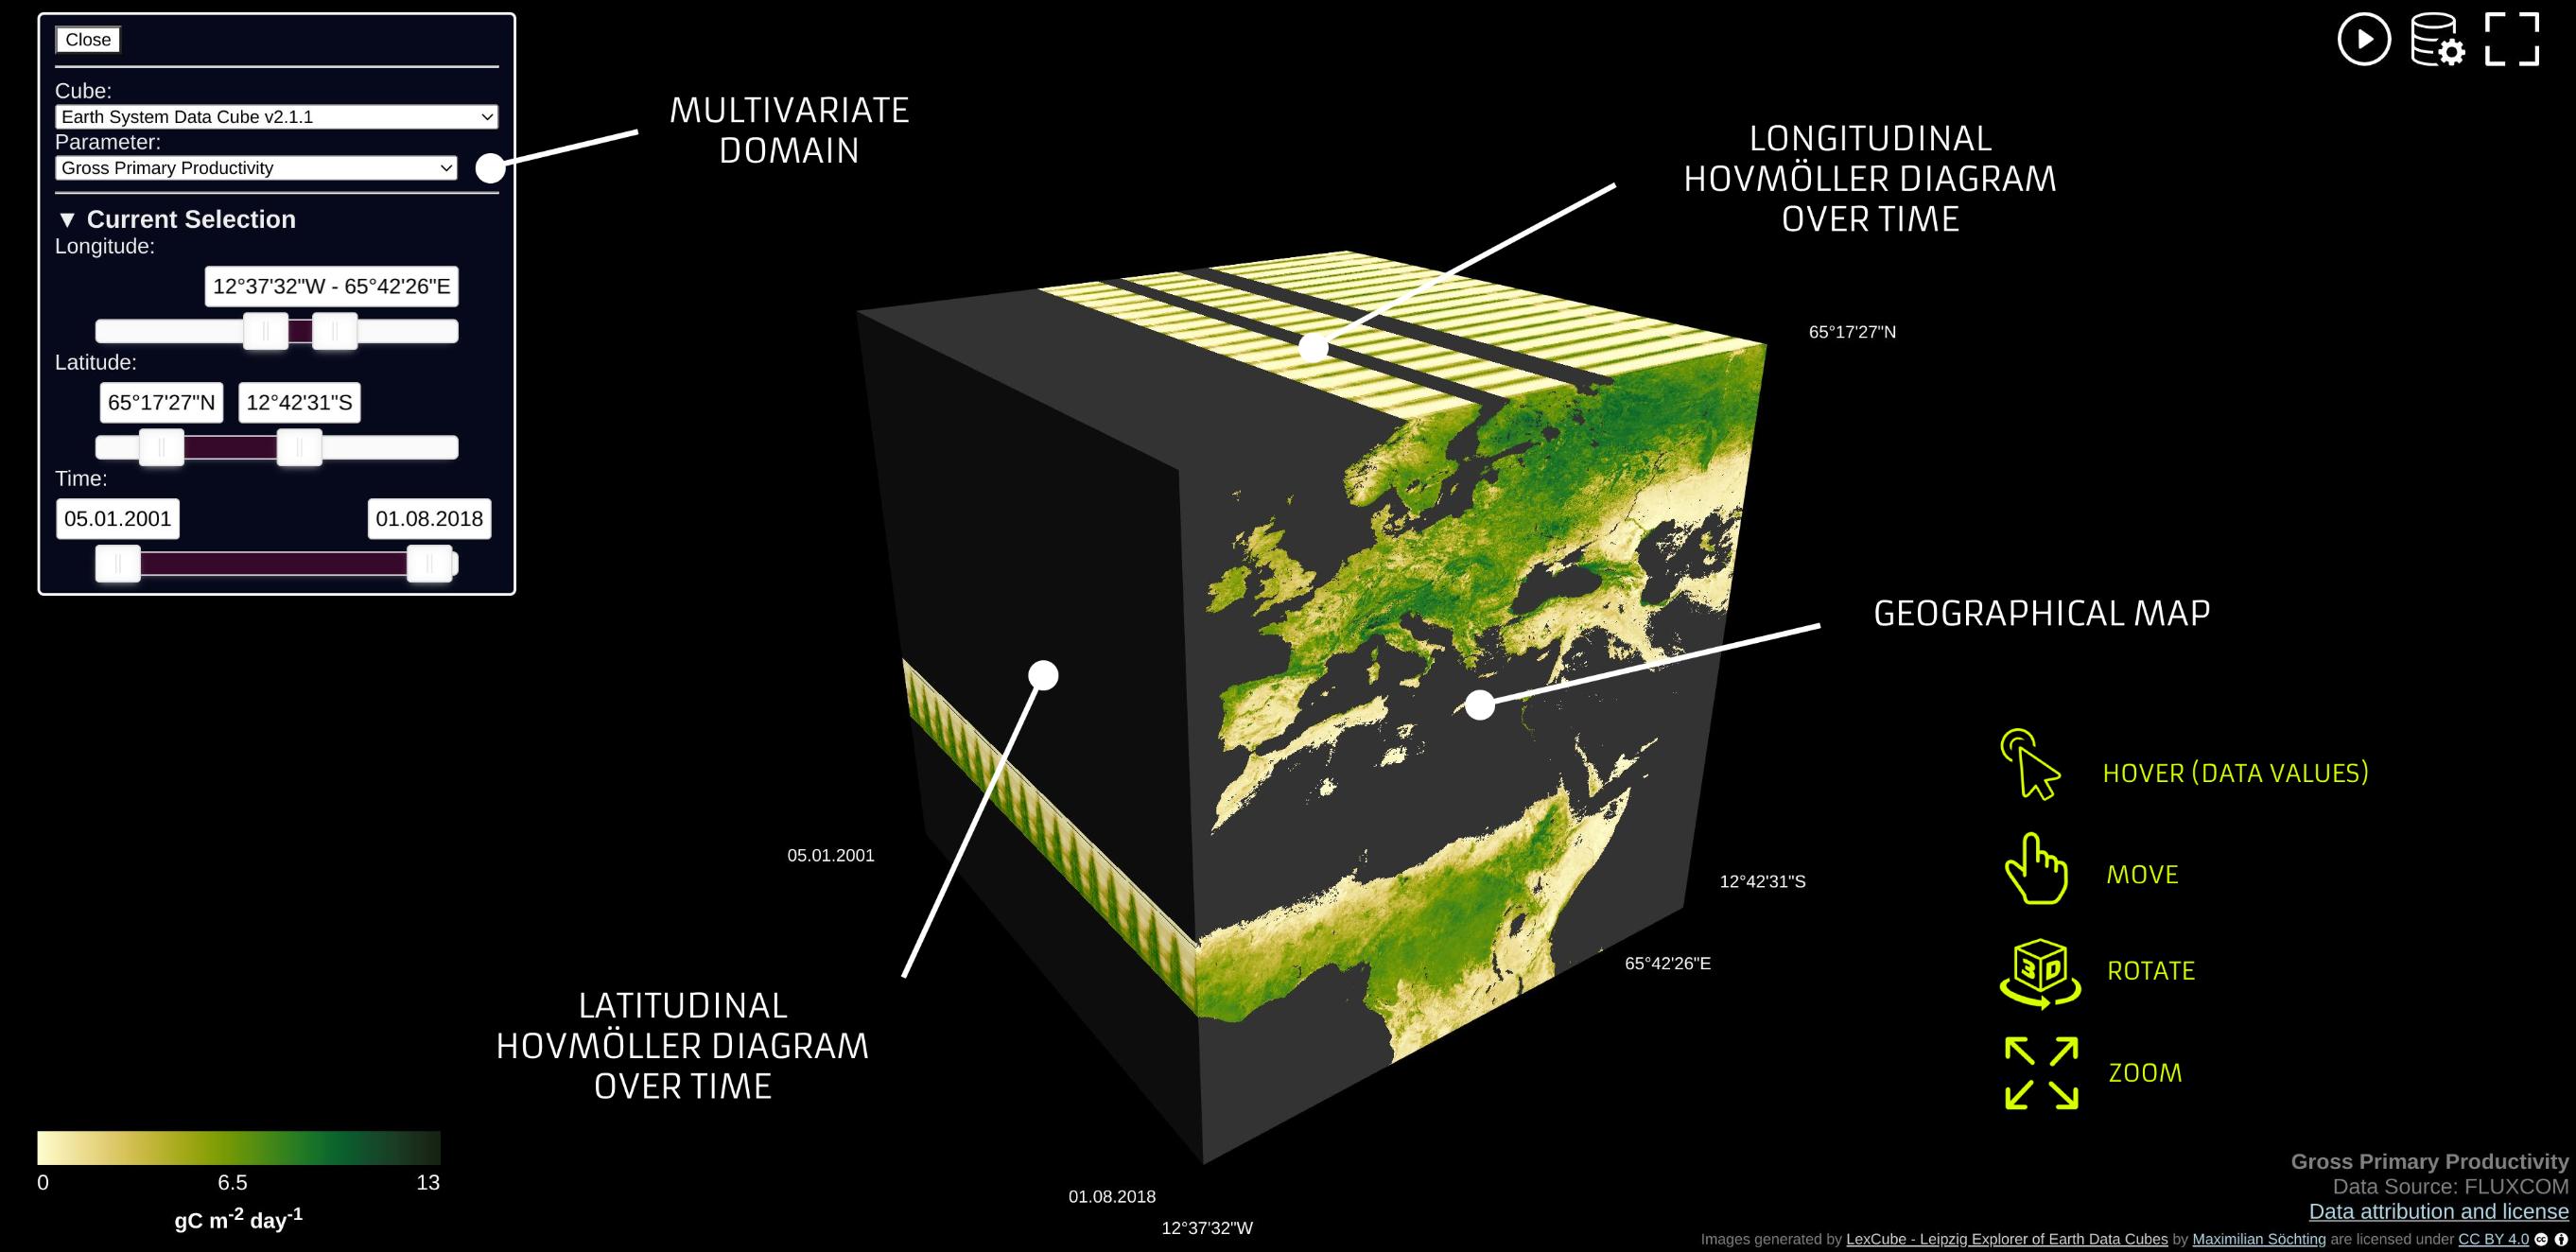 Close
Cube:
Earth System Data Cube v2.1.1
Parameter:
Gross Primary Productivity
▼ Current Selection
Longitude:
12°37'32"W - 65°42'26"E
Latitude:
65°17'27"N 12°42'31"S
Time:
05.01.2001 01.08.2018
MULTIVARIATE
DOMAIN
LONGITUDINAL
HOVMÖLLER DIAGRAM
OVER TIME
65°17'27"N
GEOGRAPHICAL MAP
HOVER (DATA VALUES)
MOVE
3D
ROTATE
ZOOM
05.01.2001
12°42'31"S
65°42'26"E
LATITUDINAL
HOVMÖLLER DIAGRAM
OVER TIME
01.08.2018
12°37'32"W
0 6.5 13
gC m-2 day-1
Gross Primary Productivity
Data Source: FLUXCOM
Data attribution and license
Images generated by LexCube - Leipzig Explorer of Earth Data Cubes by Maximilian Söchting are licensed under CC BY 4.0